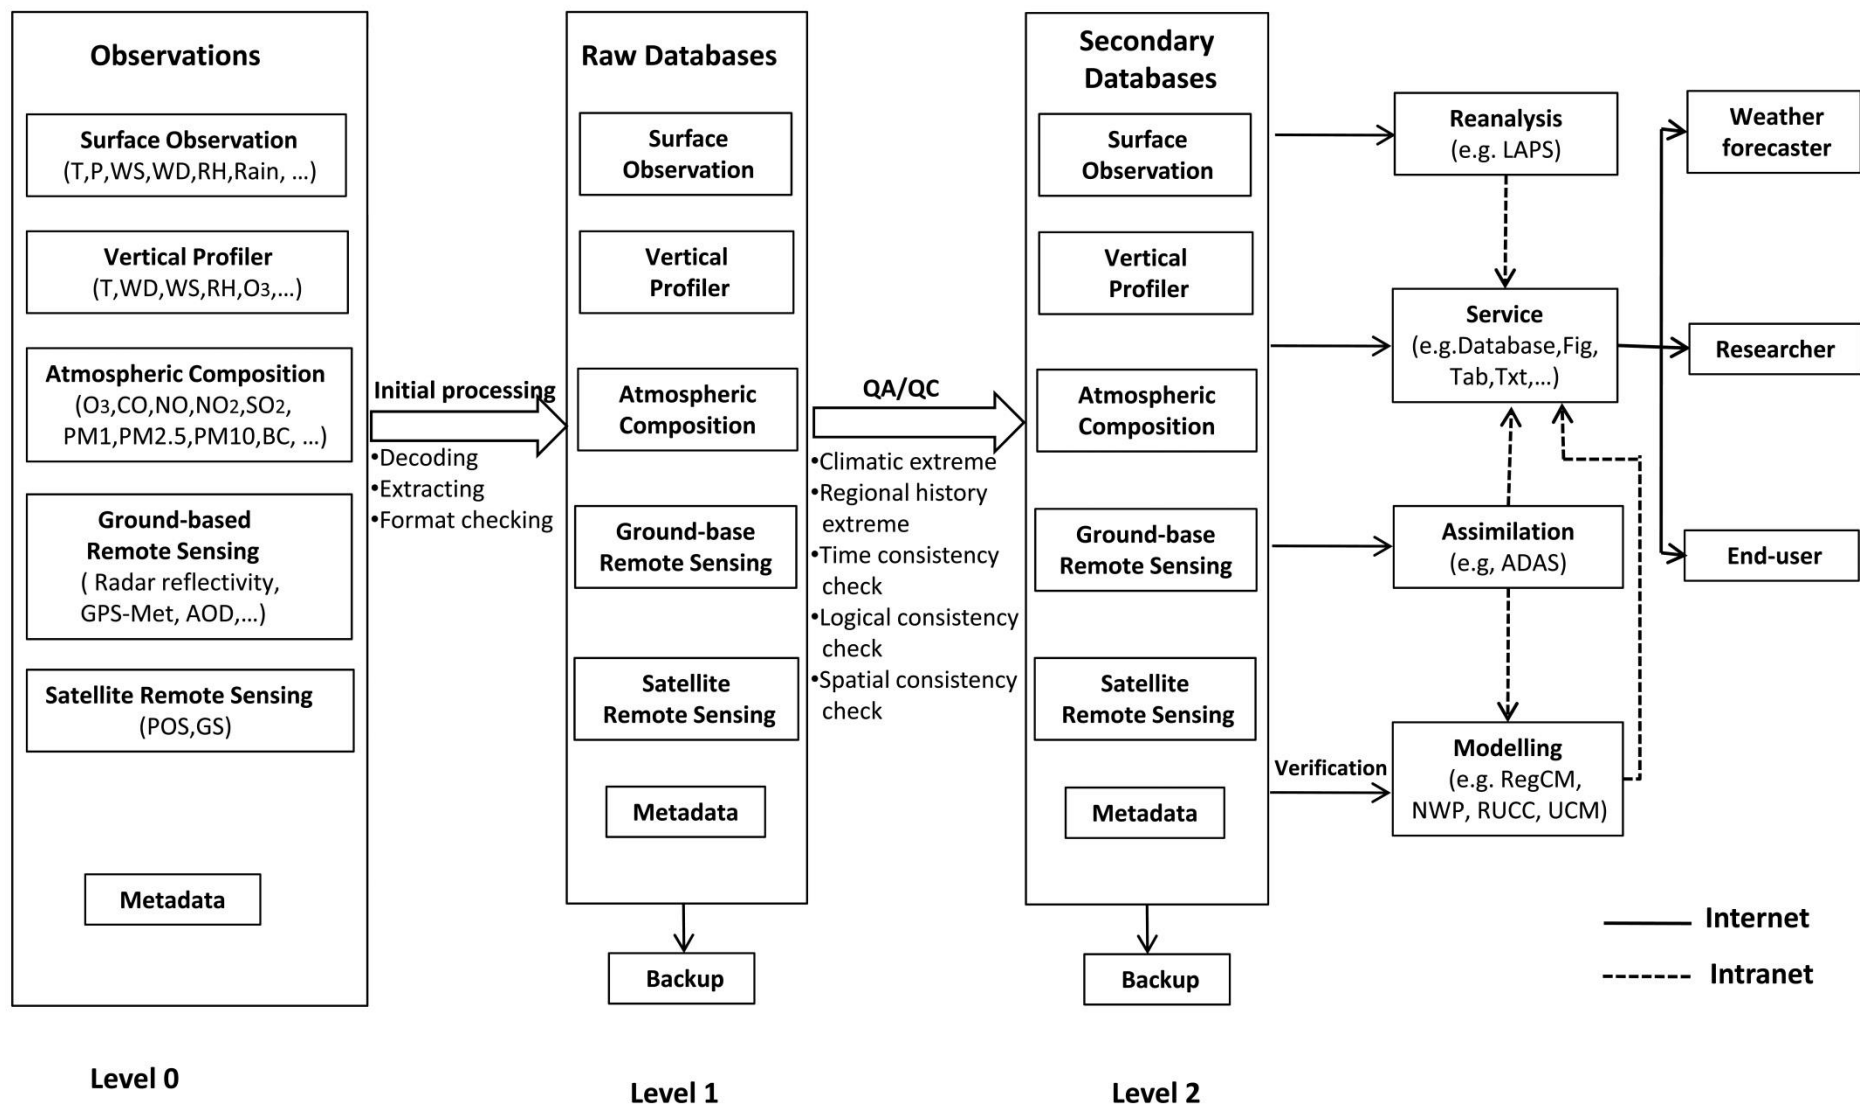 Observations
Surface Observation
(T,P,WS,WD,RH,Rain, ...)
Vertical Profiler
(T,WD,WS,RH,O3,...)
Atmospheric Composition
(O3,CO,NO,NO2,SO2,
PM1,PM2.5,PM10,BC, ...)
Ground-based
Remote Sensing
( Radar reflectivity,
GPS-Met, AOD,...)
Satellite Remote Sensing
(POS,GS)
Metadata
Level 0
Initial processing
•Decoding
•Extracting
•Format checking
Raw Databases
Surface
Observation
Vertical
Profiler
Atmospheric
Composition
Ground-base
Remote Sensing
Satellite
Remote Sensing
Metadata
Backup
Level 1
QA/QC
•Climatic extreme
•Regional history
extreme
•Time consistency
check
•Logical consistency
check
•Spatial consistency
check
Secondary
Databases
Surface
Observation
Vertical
Profiler
Atmospheric
Composition
Ground-base
Remote Sensing
Satellite
Remote Sensing
Metadata
Backup
Level 2
Reanalysis
(e.g. LAPS)
Service
(e.g.Database,Fig,
Tab,Txt,...)
Assimilation
(e.g, ADAS)
Verification
Modelling
(e.g. RegCM,
NWP, RUCC, UCM)
Weather
forecaster
Researcher
End-user
Internet
Intranet